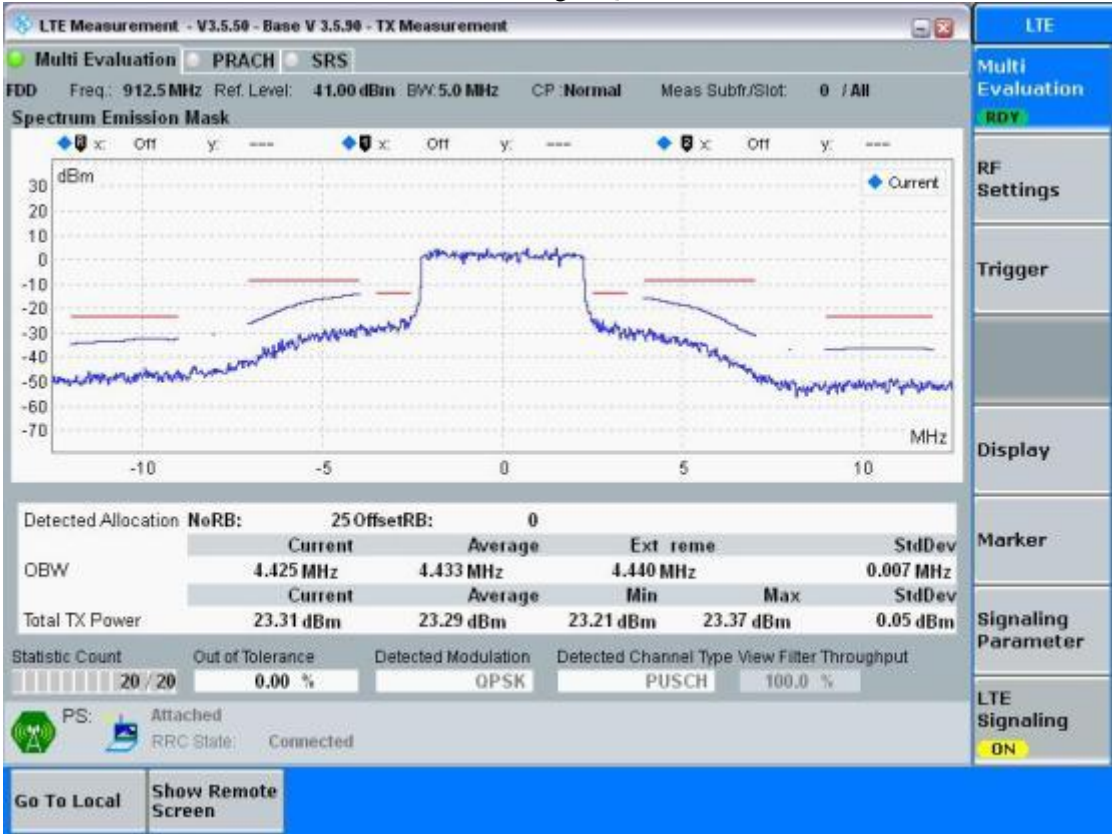 LTE Measurement - V3.5.50 - Base V 3.5.90 - TX Measurement
LTE
Multi Evaluation PRACH SRS
Multi
Evaluation
RDY
FDD Freq.: 912.5 MHz Ref. Level: 41.00 dBm BW: 5.0 MHz CP :Normal Meas Subfr./Slot: 0 / All
Spectrum Emission Mask
x: Off y: --- x: Off y: --- x: Off y: ---
dBm
Current
30
20
10
0
-10
-20
-30
-40
-50
-60
-70
MHz
-10 -5 0 5 10
RF
Settings
Trigger
Display
Marker
Signaling
Parameter
LTE
Signaling
ON
Detected Allocation NoRB: 25 OffsetRB: 0
Current Average Ext reme StdDev
OBW 4.425 MHz 4.433 MHz 4.440 MHz 0.007 MHz
Current Average Min Max StdDev
Total TX Power 23.31 dBm 23.29 dBm 23.21 dBm 23.37 dBm 0.05 dBm
Statistic Count Out of Tolerance Detected Modulation Detected Channel Type View Filter Throughput
20 / 20 0.00 % QPSK PUSCH 100.0 %
PS: Attached
RRC State: Connected
Go To Local
Show Remote
Screen